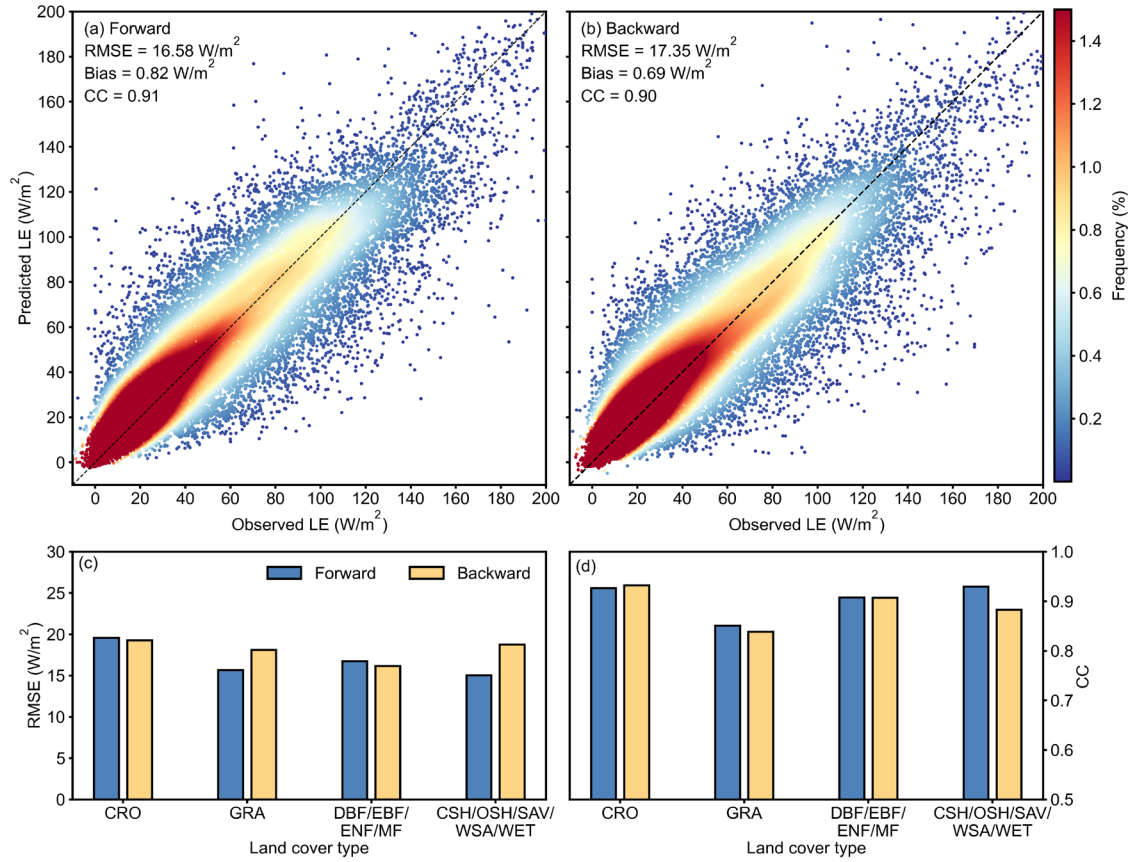 (a) Forward
RMSE = 16.58 W/m²
Bias = 0.82 W/m²
CC = 0.91
200
180
160
140
120
100
80
60
40
20
0
Predicted LE (W/m²)
0 20 40 60 80 100 120 140 160 180 200
Observed LE (W/m²)
(b) Backward
RMSE = 17.35 W/m²
Bias = 0.69 W/m²
CC = 0.90
0 20 40 60 80 100 120 140 160 180 200
Observed LE (W/m²)
1.4
1.2
1.0
0.8
0.6
0.4
0.2
Frequency (%)
(c)
Forward
Backward
30
25
20
15
10
5
0
RMSE (W/m²)
CRO GRA DBF/EBF/ CSH/OSH/SAV/
ENF/MF WSA/WET
Land cover type
(d)
1.0
0.9
0.8
0.7
0.6
0.5
CC
CRO GRA DBF/EBF/ CSH/OSH/SAV/
ENF/MF WSA/WET
Land cover type